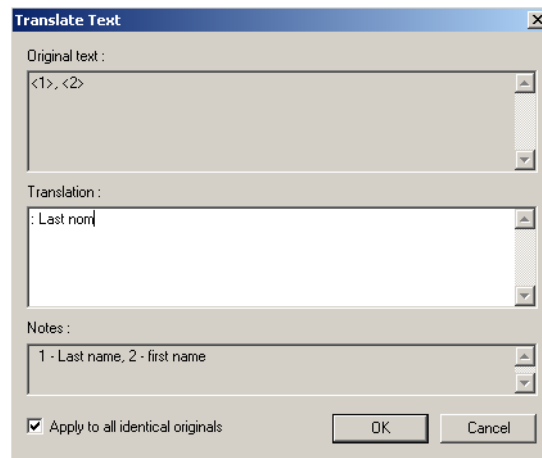 Translate Text
Original text :
<1>, <2>
Translation :
: Last nom
Notes :
1 - Last name, 2 - first name
Apply to all identical originals
OK
Cancel